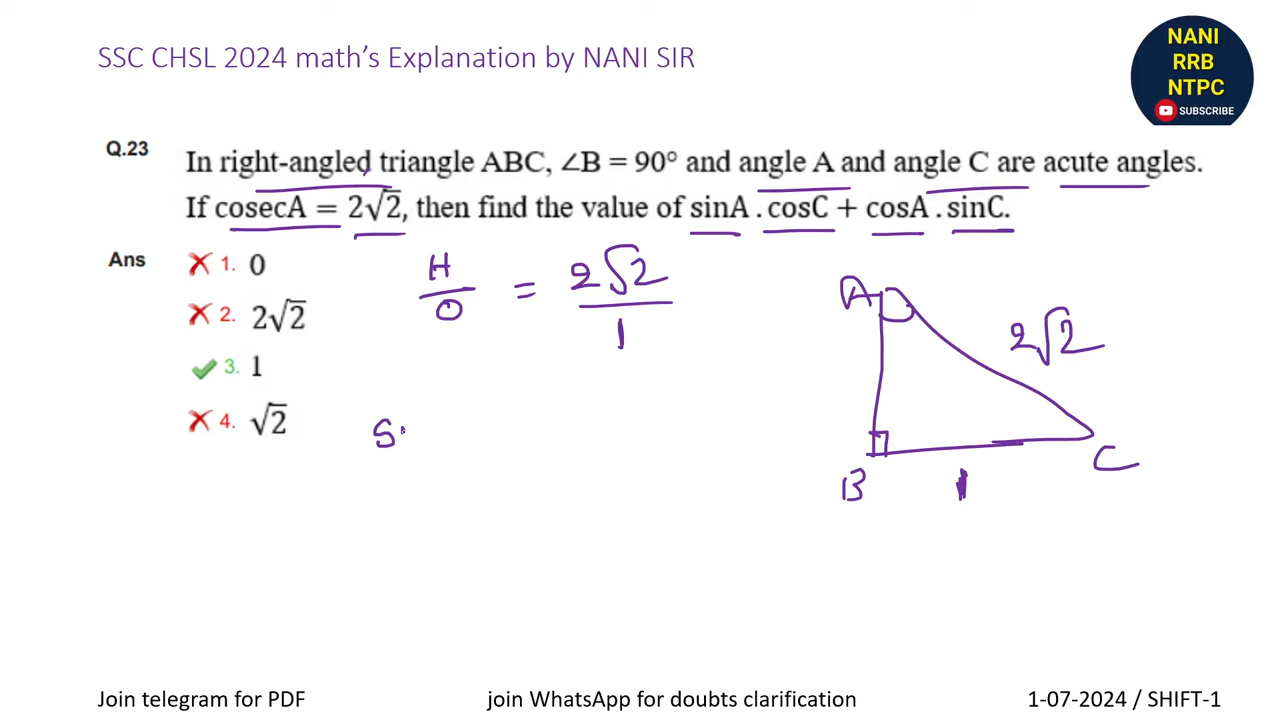 SSC CHSL 2024 math’s Explanation by NANI SIR
NANI
RRB
NTPC
SUBSCRIBE
Q.23
In right-angled triangle ABC, ∠B = 90° and angle A and angle C are acute angles.
If cosecA = 2√2, then find the value of sinA . cosC + cosA . sinC.
Ans
1. 0
2. 2√2
3. 1
4. √2
H/O = 2√2/1
S
A
2√2
B
1
C
Join telegram for PDF
join WhatsApp for doubts clarification
1-07-2024 / SHIFT-1